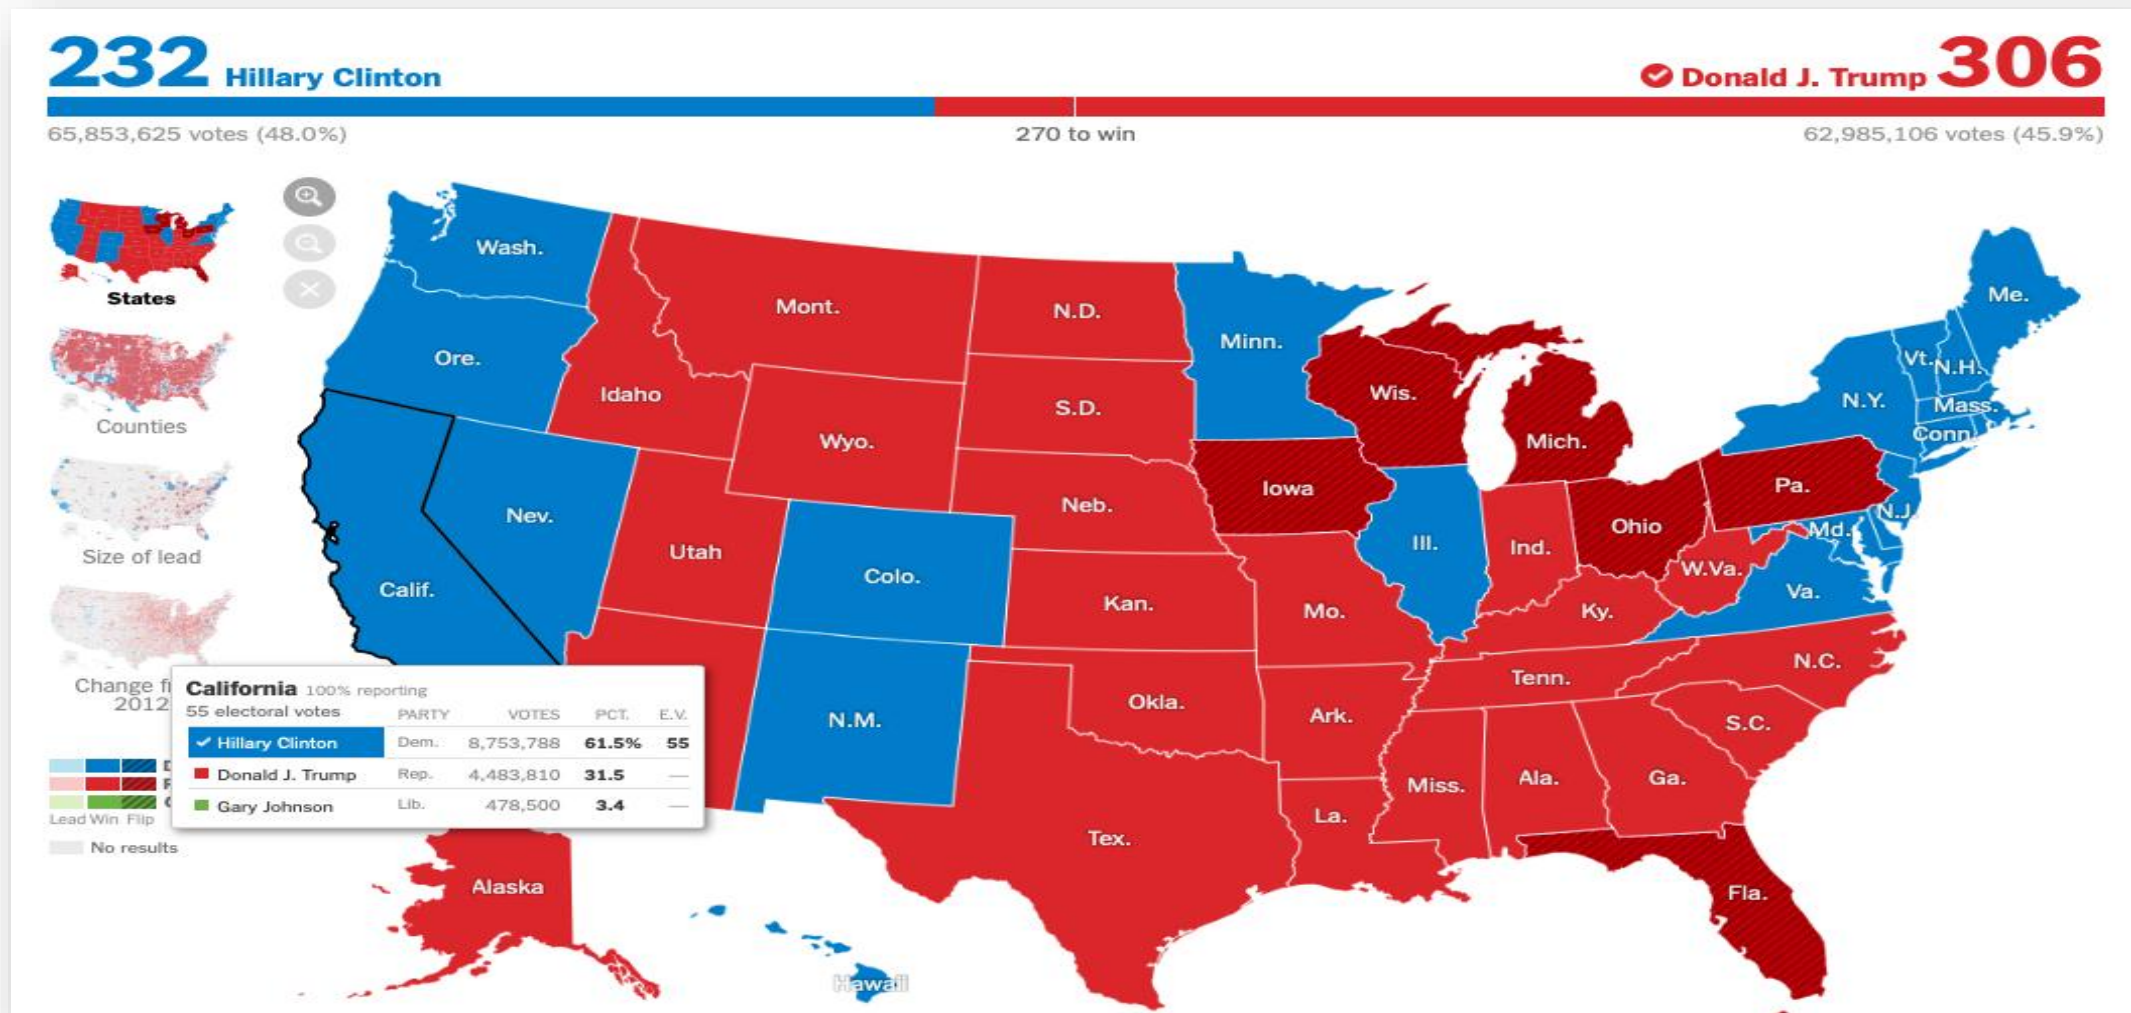 232 Hillary Clinton
Donald J. Trump 306
65,853,625 votes (48.0%)
270 to win
62,985,106 votes (45.9%)
States
Counties
Size of lead
Change f
2012
Lead Win Flip
No results
California 100% reporting
55 electoral votes PARTY VOTES PCT. E.V.
Hillary Clinton Dem. 8,753,788 61.5% 55
Donald J. Trump Rep. 4,483,810 31.5 —
Gary Johnson Lib. 478,500 3.4 —
Wash.
Mont.
N.D.
Minn.
Me.
Ore.
Idaho
Vt.
N.H.
S.D.
Wis.
N.Y.
Mass.
Wyo.
Mich.
Conn.
Neb.
Iowa
Pa.
Nev.
Ohio
N.J.
Md.
Utah
Colo.
Ill.
Ind.
W.Va.
Calif.
Kan.
Mo.
Ky.
Va.
N.C.
Tenn.
N.M.
Okla.
Ark.
S.C.
Miss.
Ala.
Ga.
Tex.
La.
Alaska
Fla.
Hawaii